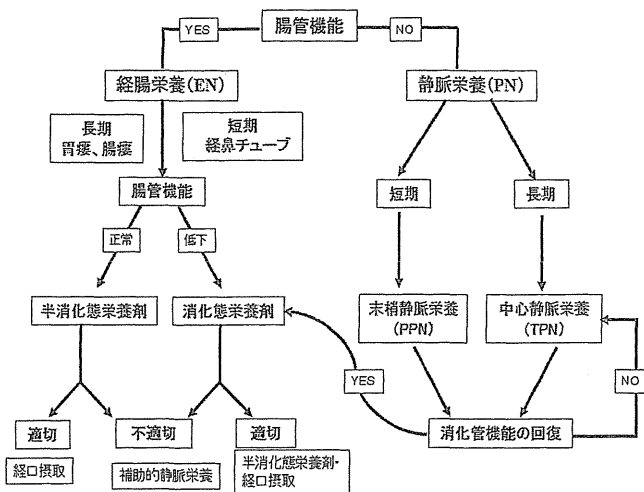 腸管機能
YES
NO
経腸栄養(EN)
静脈栄養(PN)
長期
胃瘻、腸瘻
短期
経鼻チューブ
腸管機能
短期
長期
正常
低下
半消化態栄養剤
消化態栄養剤
末梢静脈栄養
(PPN)
中心静脈栄養
(TPN)
YES
NO
適切
不適切
適切
消化管機能の回復
経口摂取
補助的静脈栄養
半消化態栄養剤・
経口摂取